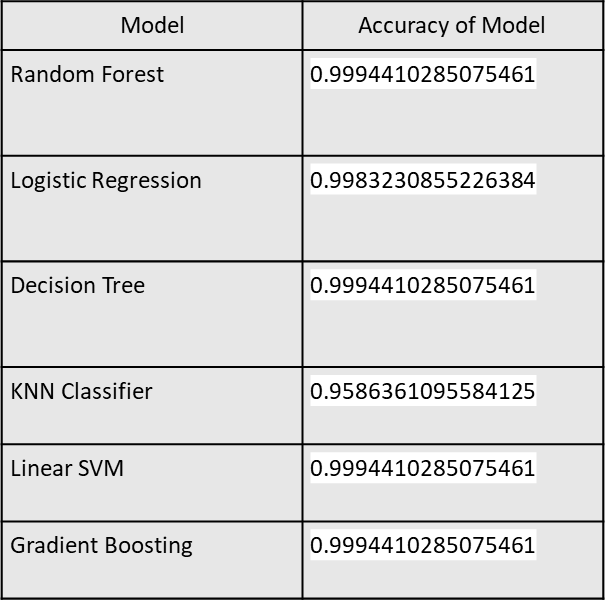 Model Accuracy of Model
Random Forest 0.9994410285075461
Logistic Regression 0.9983230855226384
Decision Tree 0.9994410285075461
KNN Classifier 0.9586361095584125
Linear SVM 0.9994410285075461
Gradient Boosting 0.9994410285075461